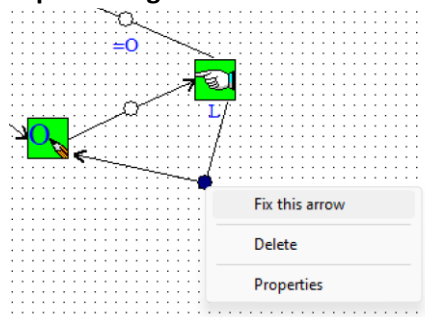 =O
L
O
Fix this arrow
Delete
Properties